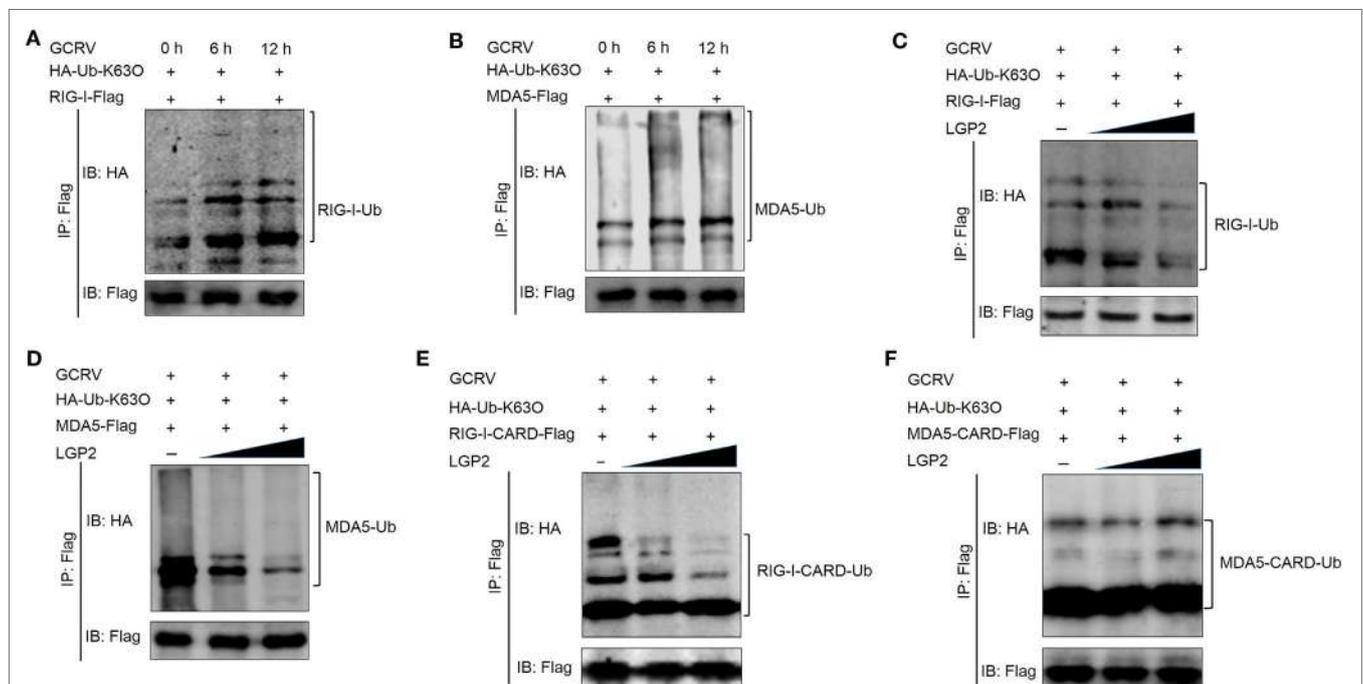 A
GCRV 0 h 6 h 12 h
HA-Ub-K63O + + +
RIG-I-Flag + + +
IP: Flag
IB: HA
RIG-I-Ub
IB: Flag
B
GCRV 0 h 6 h 12 h
HA-Ub-K63O + + +
MDA5-Flag + + +
IP: Flag
IB: HA
MDA5-Ub
IB: Flag
C
GCRV + + +
HA-Ub-K63O + + +
RIG-I-Flag + + +
LGP2 –
IP: Flag
IB: HA
RIG-I-Ub
IB: Flag
D
GCRV + + +
HA-Ub-K63O + + +
MDA5-Flag + + +
LGP2 –
IP: Flag
IB: HA
MDA5-Ub
IB: Flag
E
GCRV + + +
HA-Ub-K63O + + +
RIG-I-CARD-Flag + + +
LGP2 –
IP: Flag
IB: HA
RIG-I-CARD-Ub
IB: Flag
F
GCRV + + +
HA-Ub-K63O + + +
MDA5-CARD-Flag + + +
LGP2 –
IP: Flag
IB: HA
MDA5-CARD-Ub
IB: Flag